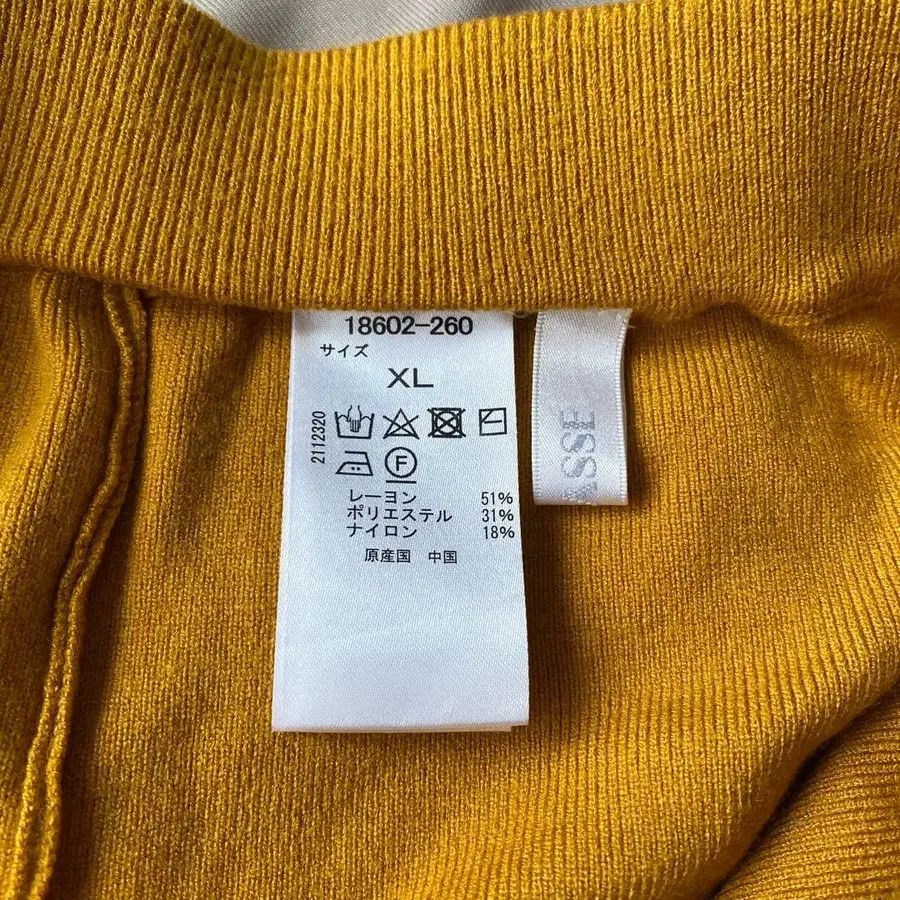 18602-260
サイズ
XL
2112320
F
レーヨン 51%
ポリエステル 31%
ナイロン 18%
原産国 中国
ASSE